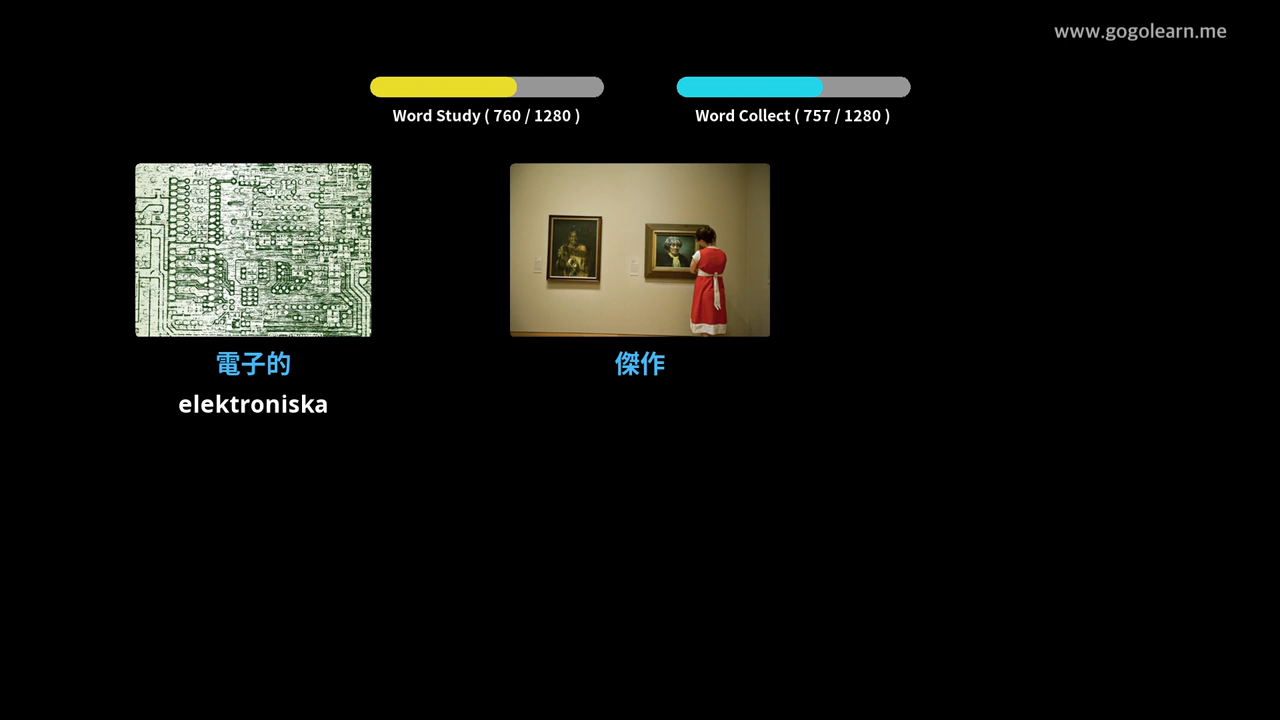 www.gogolearn.me
Word Study ( 760 / 1280 )
Word Collect ( 757 / 1280 )
電子的
elektroniska
傑作